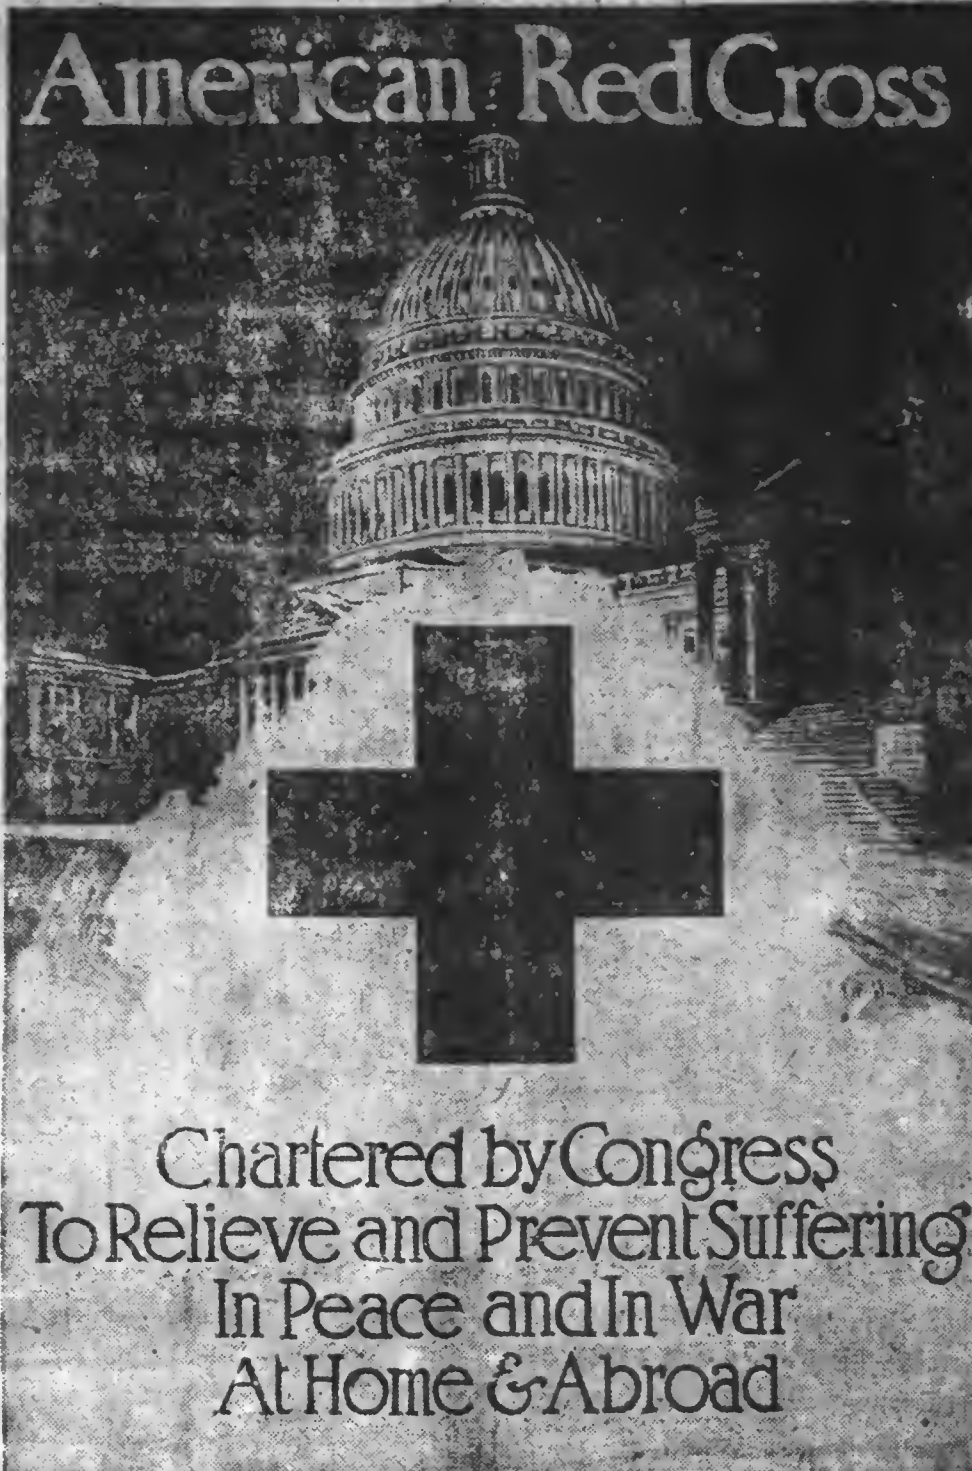 American Red Cross
Chartered by Congress
To Relieve and Prevent Suffering
In Peace and In War
At Home & Abroad